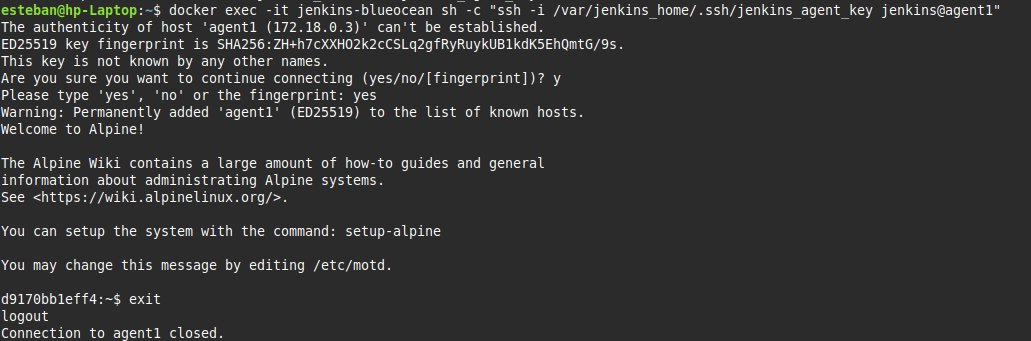 esteban@hp-Laptop:~$ docker exec -it jenkins-blueocean sh -c "ssh -i /var/jenkins_home/.ssh/jenkins_agent_key jenkins@agent1"
The authenticity of host 'agent1 (172.18.0.3)' can't be established.
ED25519 key fingerprint is SHA256:ZH+h7cXXHO2k2cCSLq2gfRyRuykUB1kdK5EhQmtG/9s.
This key is not known by any other names.
Are you sure you want to continue connecting (yes/no/[fingerprint])? y
Please type 'yes', 'no' or the fingerprint: yes
Warning: Permanently added 'agent1' (ED25519) to the list of known hosts.
Welcome to Alpine!
The Alpine Wiki contains a large amount of how-to guides and general
information about administrating Alpine systems.
See <https://wiki.alpinelinux.org/>.
You can setup the system with the command: setup-alpine
You may change this message by editing /etc/motd.
d9170bb1eff4:~$ exit
logout
Connection to agent1 closed.